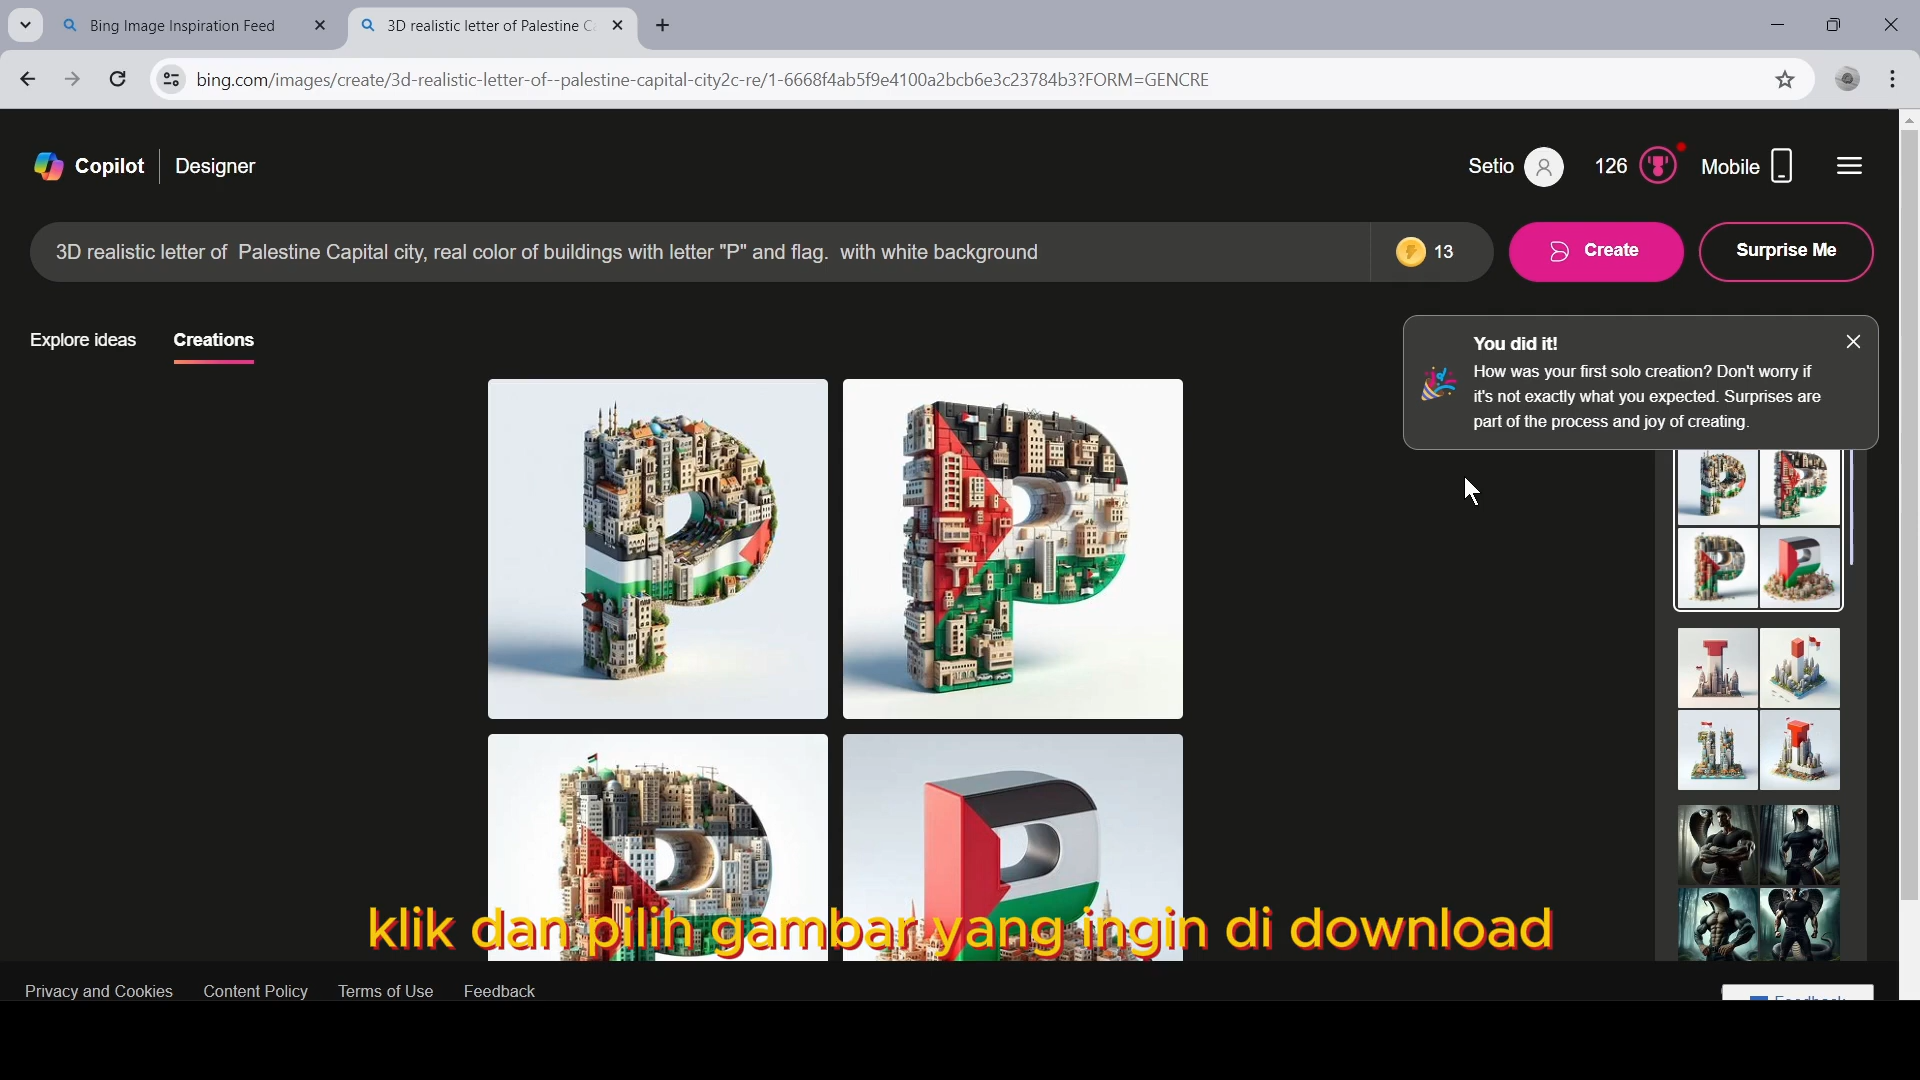 Bing Image Inspiration Feed
3D realistic letter of Palestine C
bing.com/images/create/3d-realistic-letter-of--palestine-capital-city2c-re/1-6668f4ab5f9e4100a2bcb6e3c23784b3?FORM=GENCRE
Copilot
Designer
Setio
126
Mobile
3D realistic letter of  Palestine Capital city, real color of buildings with letter "P" and flag.  with white background
13
Create
Surprise Me
Explore ideas
Creations
You did it!
How was your first solo creation? Don't worry if
it's not exactly what you expected. Surprises are
part of the process and joy of creating.
klik dan pilih gambar yang ingin di download
Privacy and Cookies
Content Policy
Terms of Use
Feedback
Feedback